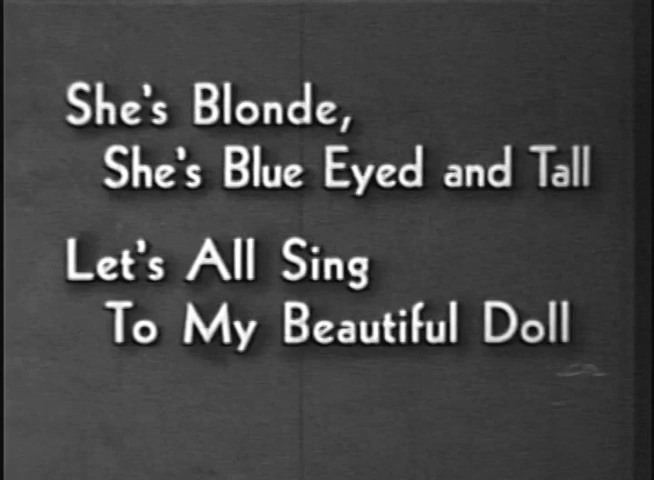 She's Blonde,
She's Blue Eyed and Tall
Let's All Sing
To My Beautiful Doll